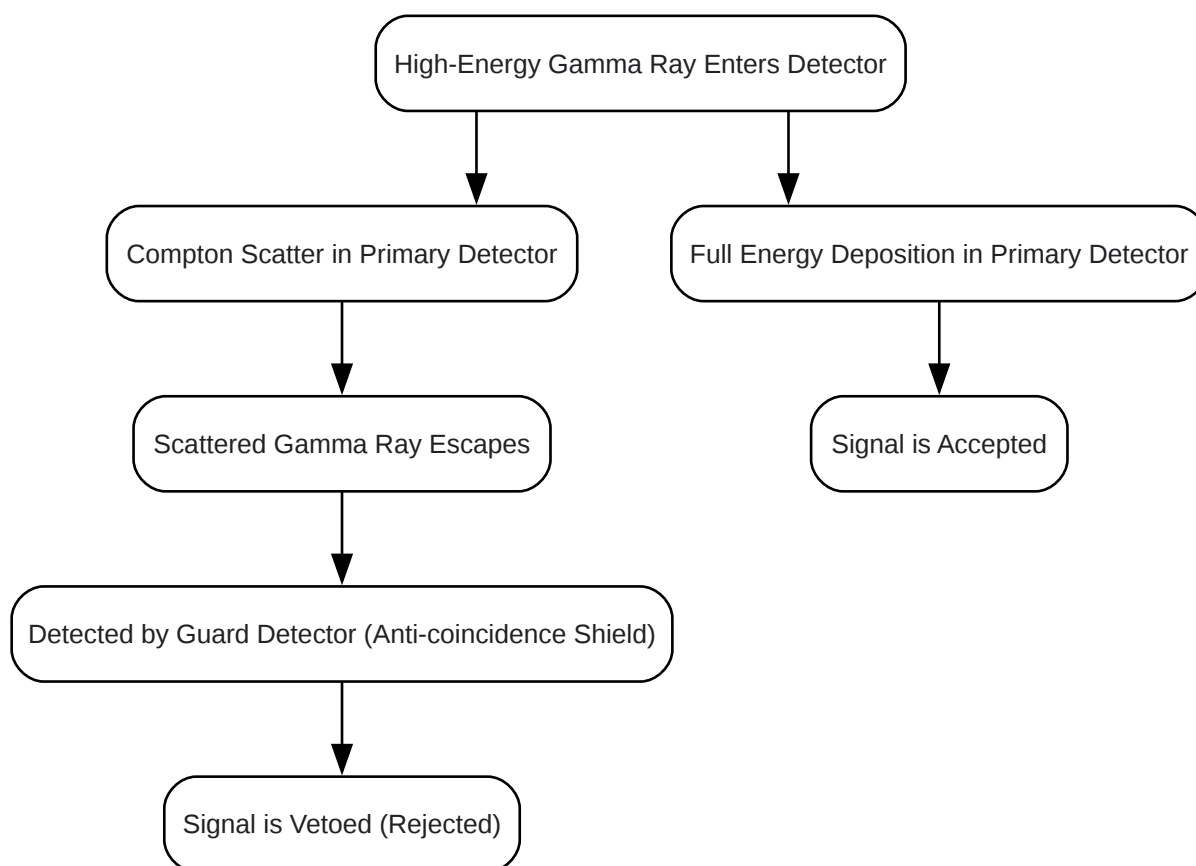 High-Energy Gamma Ray Enters Detector
Compton Scatter in Primary Detector
Full Energy Deposition in Primary Detector
Scattered Gamma Ray Escapes
Signal is Accepted
Detected by Guard Detector (Anti-coincidence Shield)
Signal is Vetoed (Rejected)